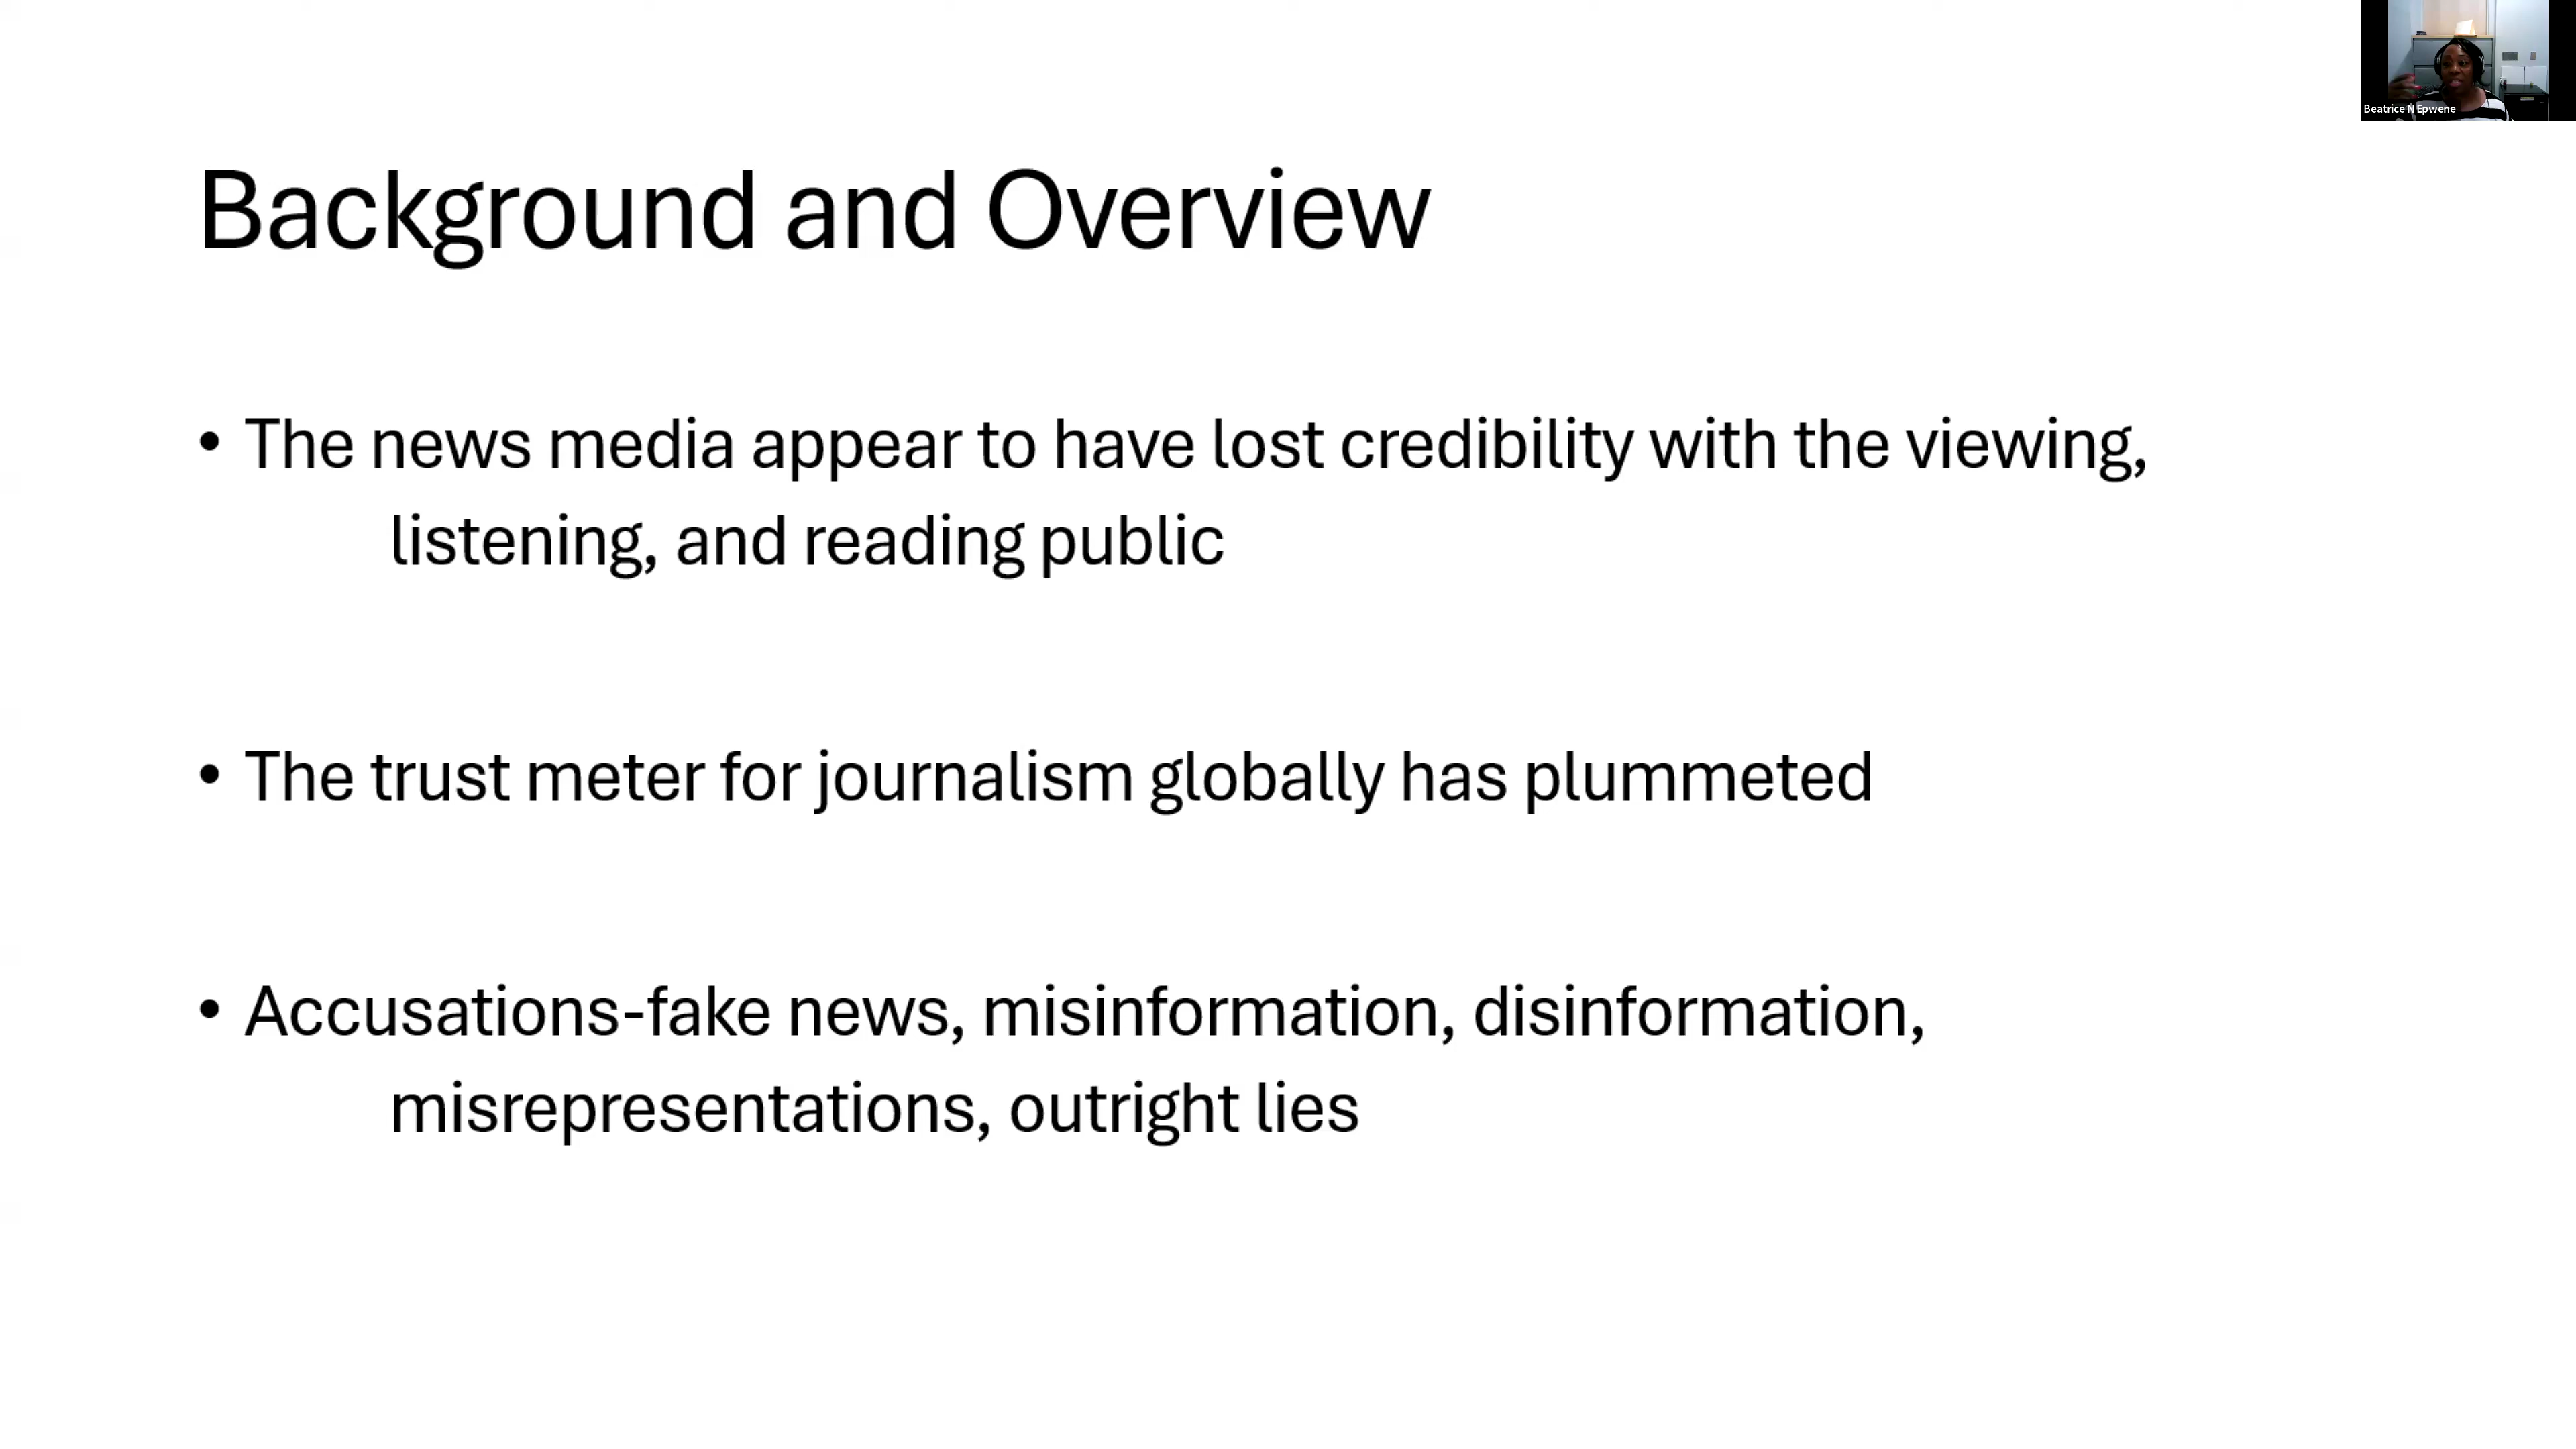 Beatrice N Epwene
Background and Overview
• The news media appear to have lost credibility with the viewing,
listening, and reading public
• The trust meter for journalism globally has plummeted
• Accusations-fake news, misinformation, disinformation,
misrepresentations, outright lies